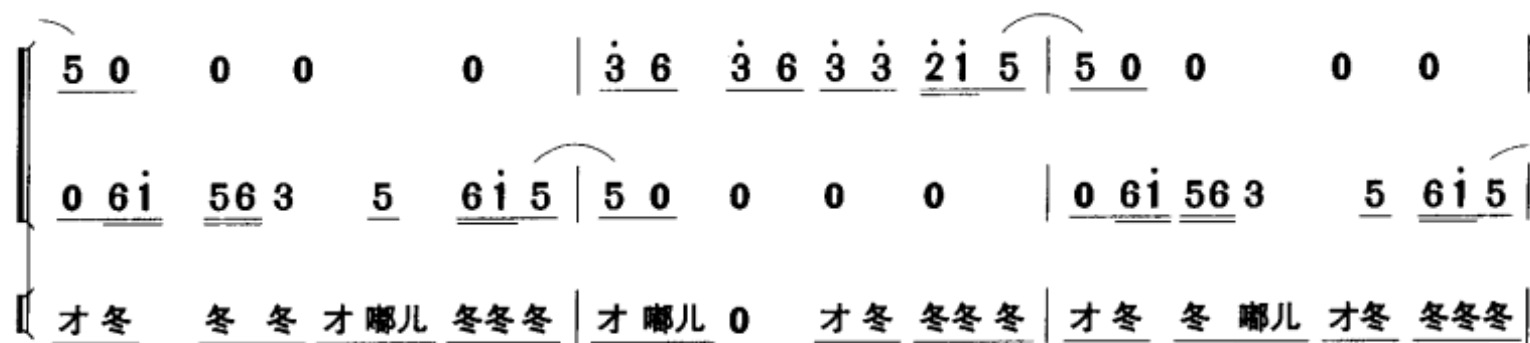 5 0 0 0 0 | 3̇ 6 3̇ 6 3̇ 3̇ 2̇ 1̇ 5 | 5 0 0 0 0 |
0 6 1̇ 5 6 3 5 6 1̇ 5 | 5 0 0 0 0 | 0 6 1̇ 5 6 3 5 6 1̇ 5 |
才 冬 冬 冬 才 嘟儿 冬冬冬 | 才 嘟儿 0 才 冬 冬冬 冬 | 才 冬 冬 嘟儿 才冬 冬冬冬 |